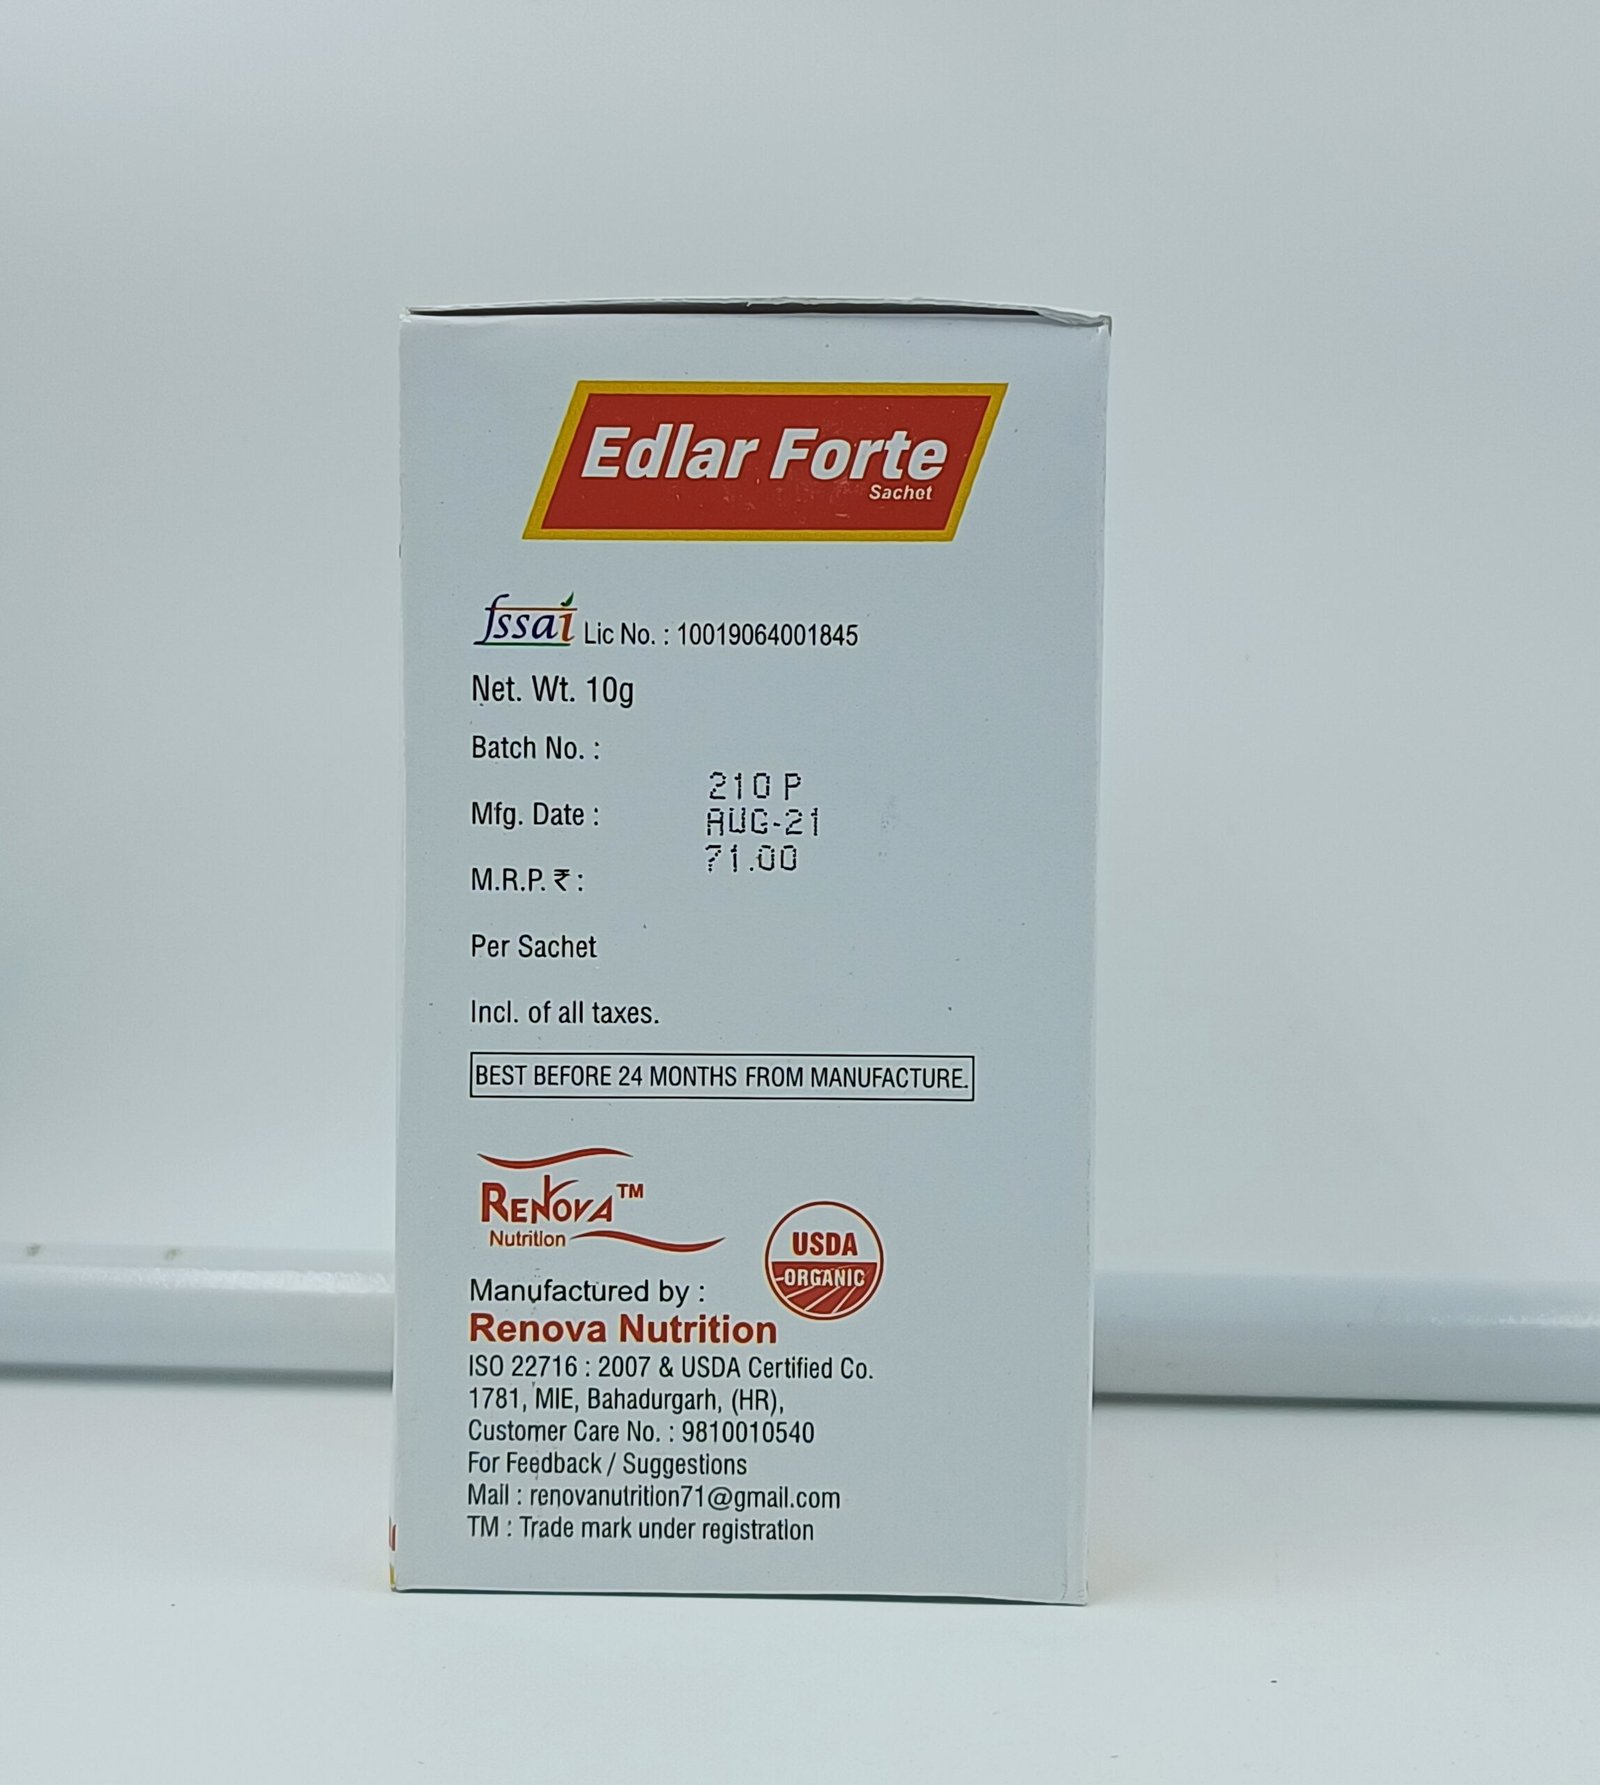 Edlar Forte
Sachet
fssai Lic No. : 10019064001845
Net. Wt. 10g
Batch No. :
210 P
Mfg. Date :
AUG-21
71.00
M.R.P. ₹ :
Per Sachet
Incl. of all taxes.
BEST BEFORE 24 MONTHS FROM MANUFACTURE.
RENOVA™
Nutrition
USDA
ORGANIC
Manufactured by :
Renova Nutrition
ISO 22716 : 2007 & USDA Certified Co.
1781, MIE, Bahadurgarh, (HR),
Customer Care No. : 9810010540
For Feedback / Suggestions
Mail : renovanutrition71@gmail.com
TM : Trade mark under registration